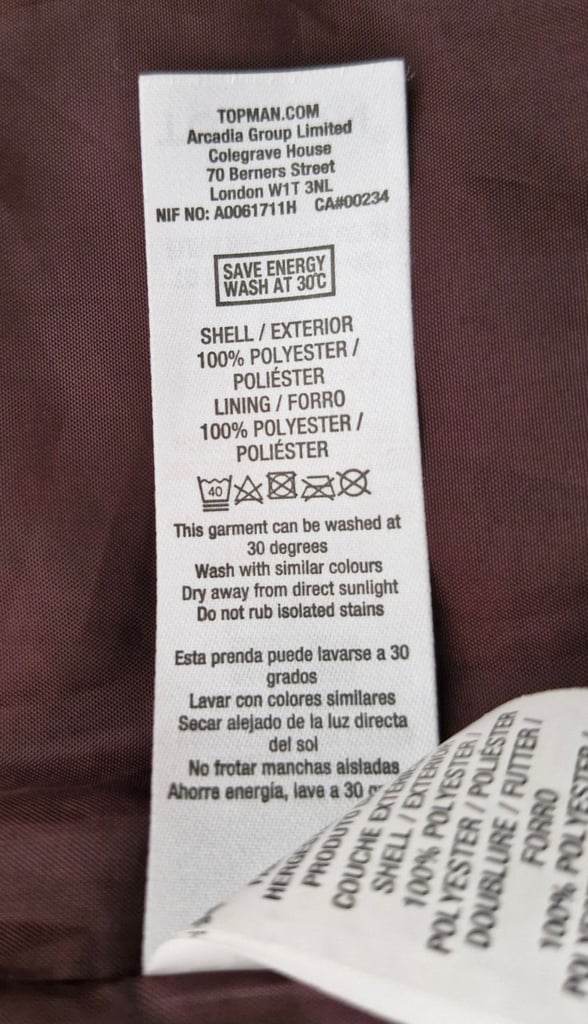 TOPMAN.COM
Arcadia Group Limited
Colegrave House
70 Berners Street
London W1T 3NL
NIF NO: A0061711H CA#00234
SAVE ENERGY
WASH AT 30°C
SHELL / EXTERIOR
100% POLYESTER /
POLIÉSTER
LINING / FORRO
100% POLYESTER /
POLIÉSTER
40
This garment can be washed at
30 degrees
Wash with similar colours
Dry away from direct sunlight
Do not rub isolated stains
Esta prenda puede lavarse a 30
grados
Lavar con colores similares
Secar alejado de la luz directa
del sol
No frotar manchas aisladas
Ahorre energía, lave a 30
COUCHE
SHELL /
100% POLYESTER /
POLYESTER / POLIÉSTER
DOUBLURE / FUTTER /
FORRO
100%